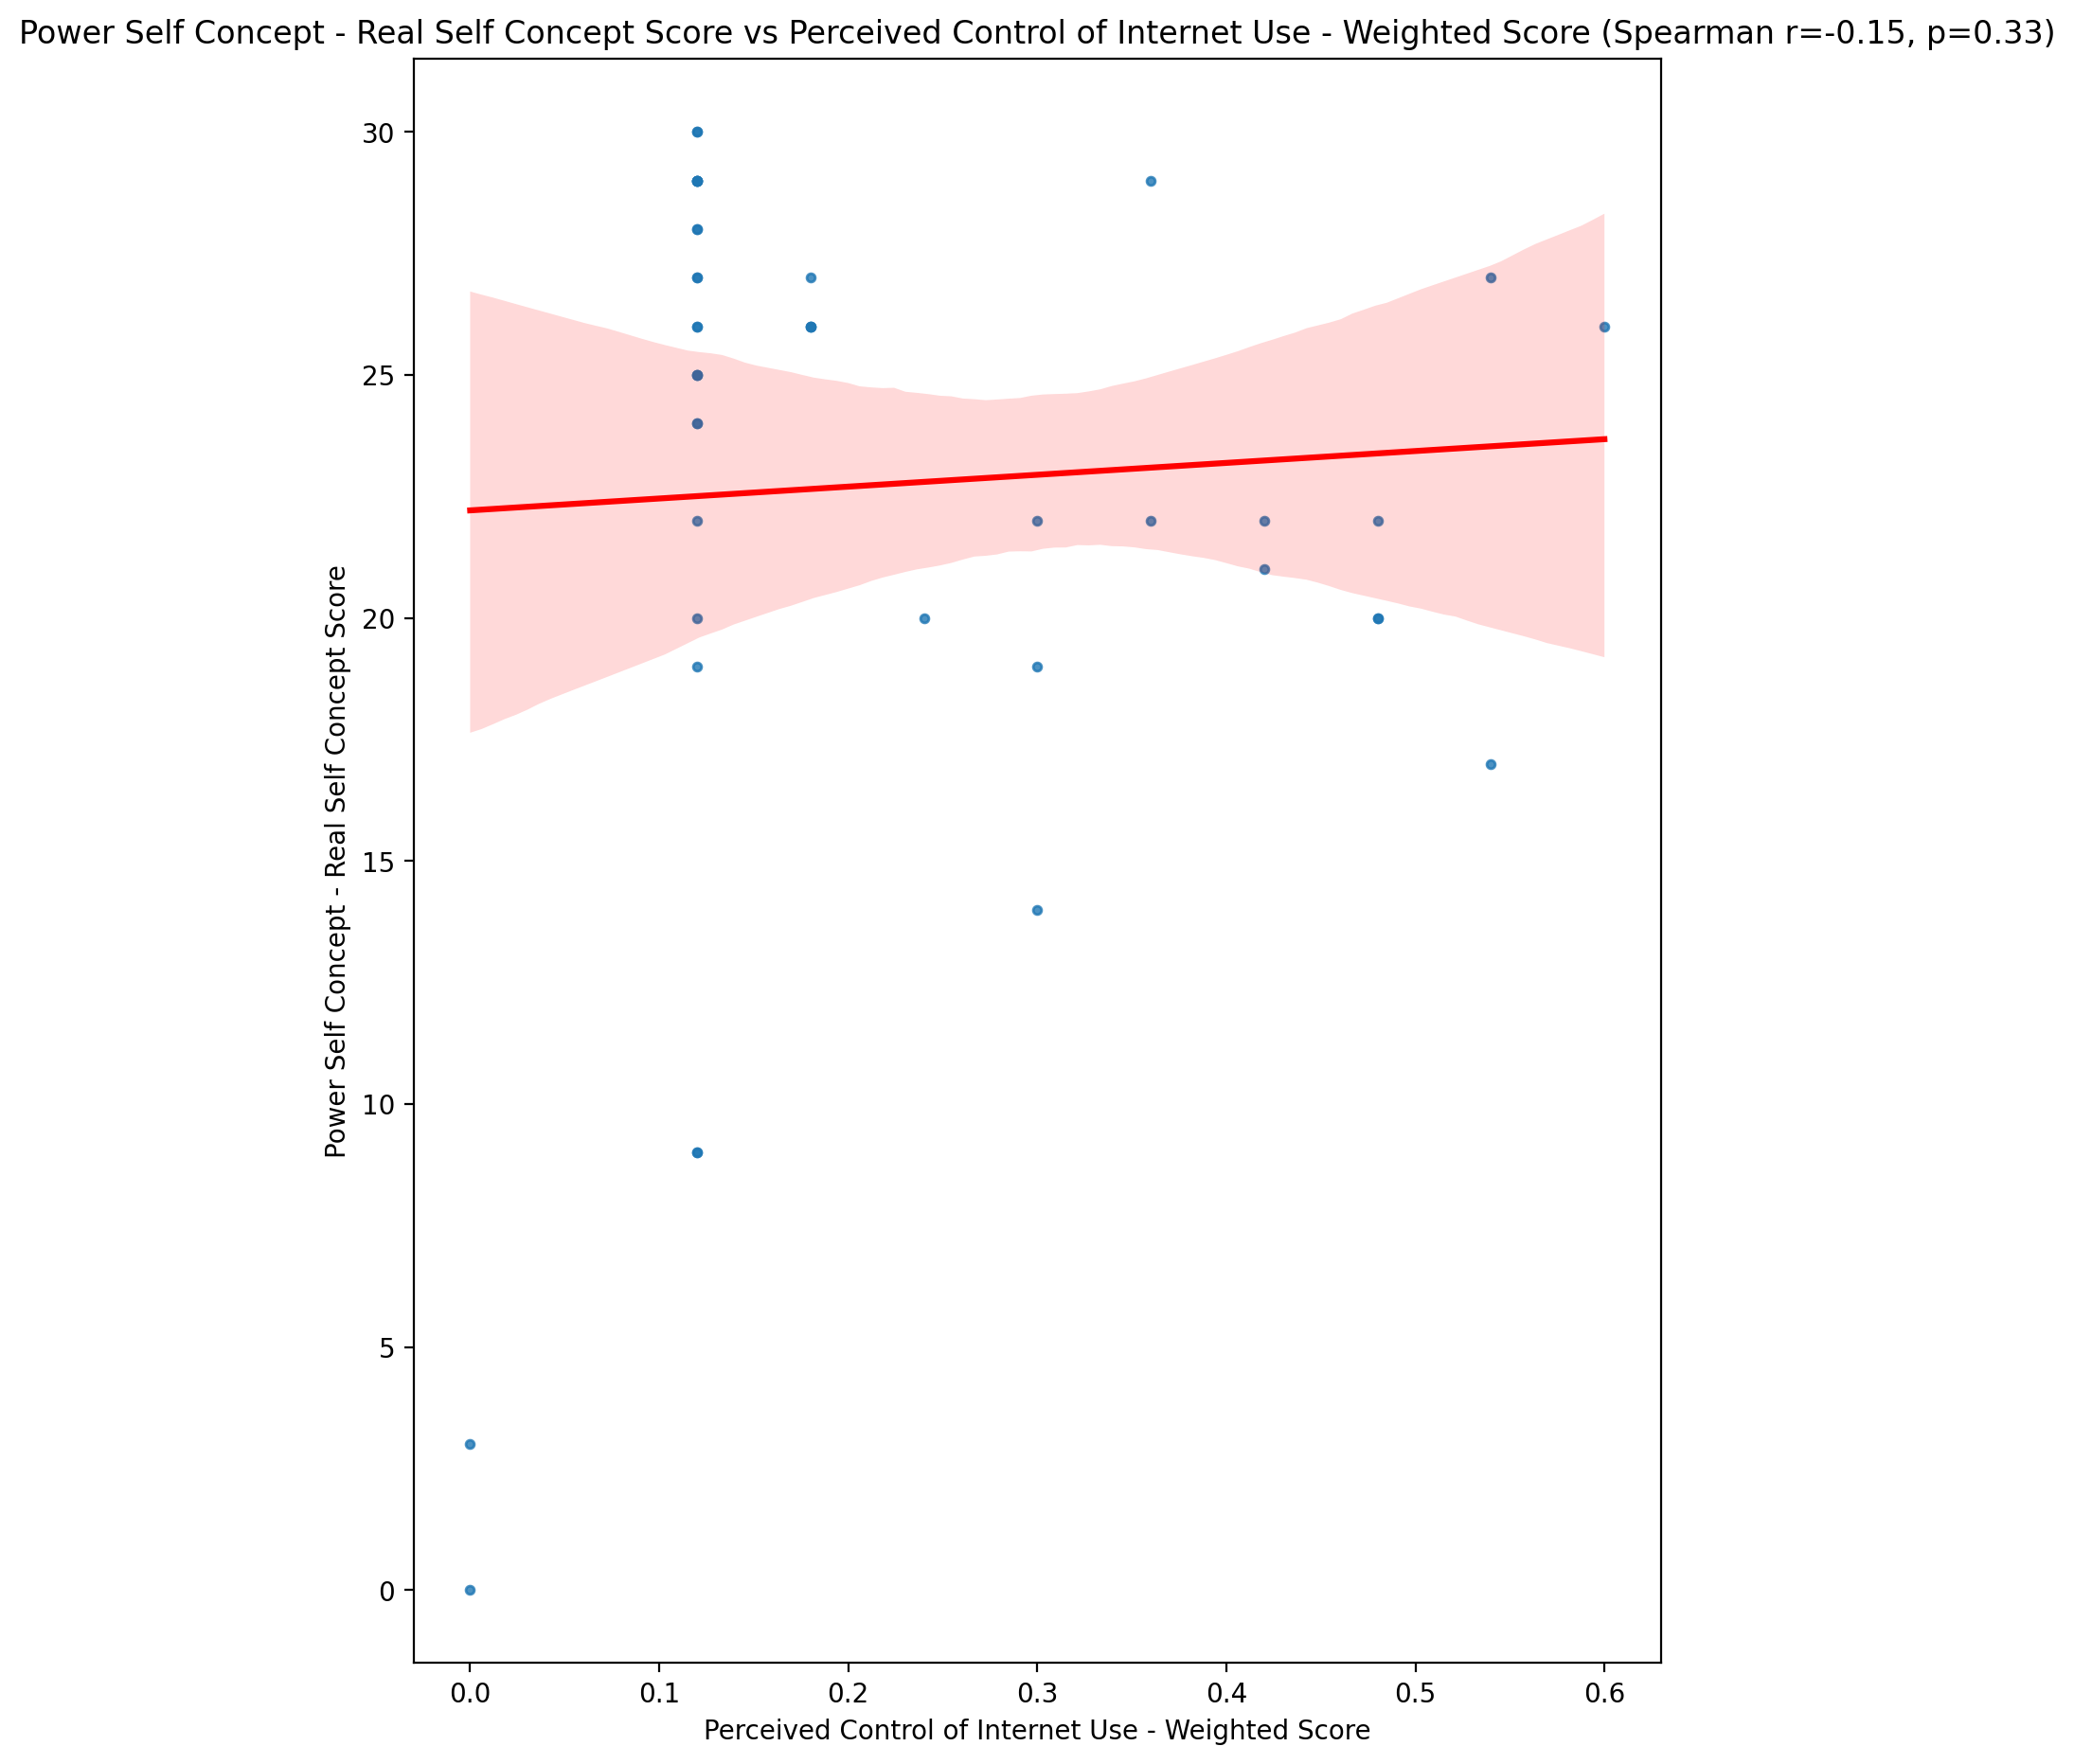 Power Self Concept - Real Self Concept Score vs Perceived Control of Internet Use - Weighted Score (Spearman r=-0.15, p=0.33)
Power Self Concept - Real Self Concept Score
30
25
20
15
10
5
0
0.0 0.1 0.2 0.3 0.4 0.5 0.6
Perceived Control of Internet Use - Weighted Score